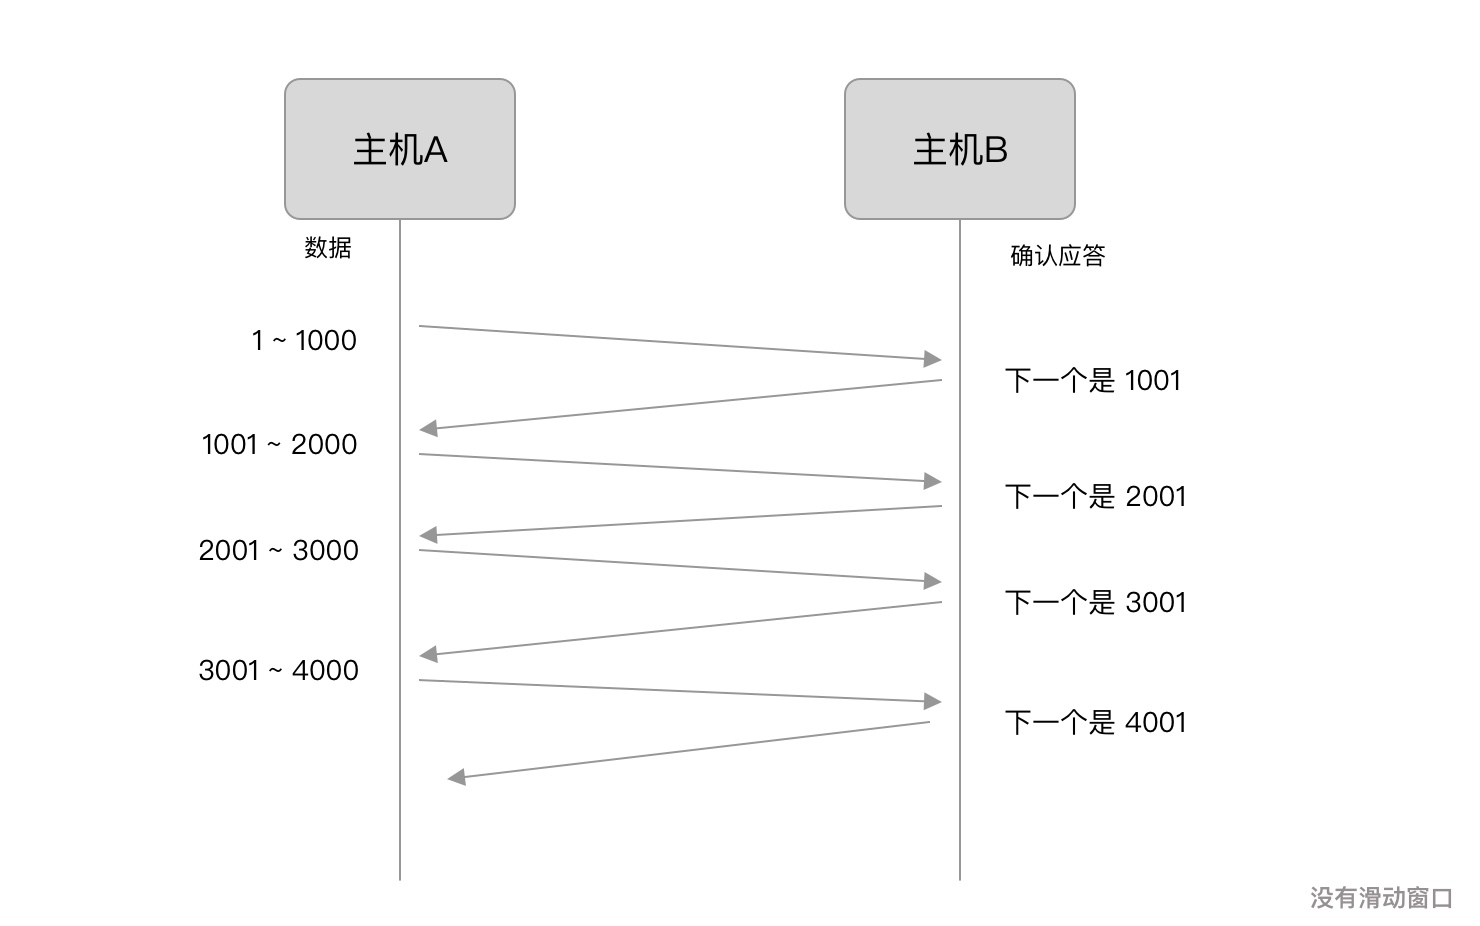 主机A
主机B
数据
确认应答
1 ~ 1000
下一个是 1001
1001 ~ 2000
下一个是 2001
2001 ~ 3000
下一个是 3001
3001 ~ 4000
下一个是 4001
没有滑动窗口